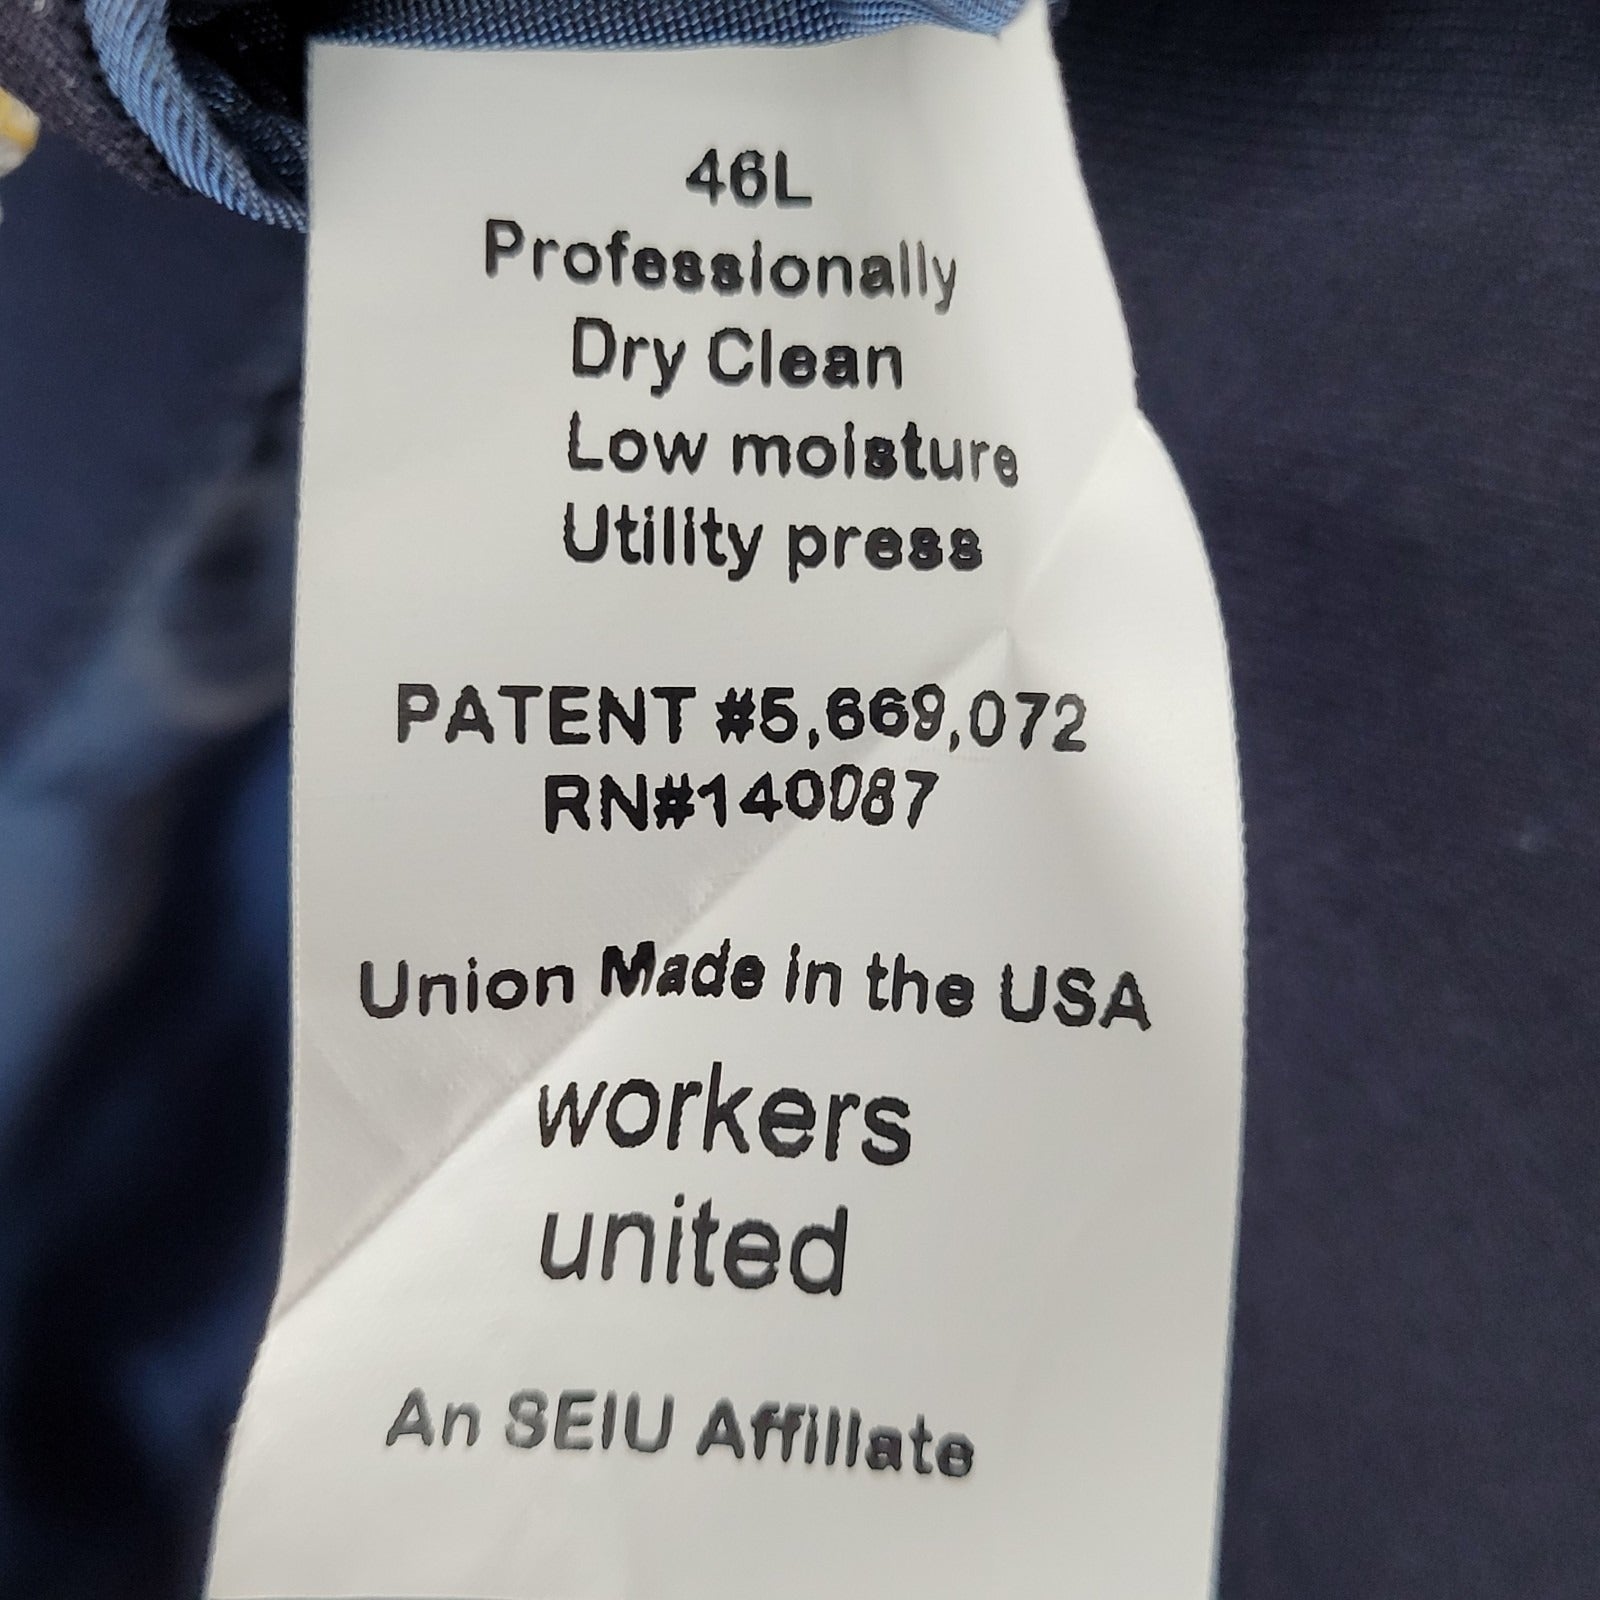 46L
Professionally
Dry Clean
Low moisture
Utility press
PATENT #5,669,072
RN#140087
Union Made in the USA
workers
united
An SEIU Affiliate